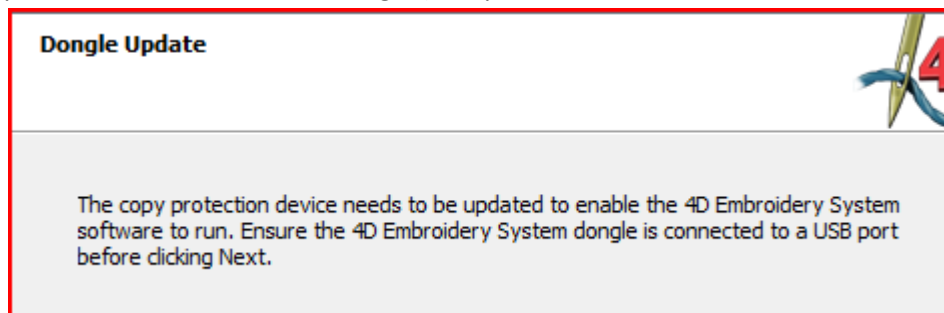 Dongle Update
4
The copy protection device needs to be updated to enable the 4D Embroidery System
software to run. Ensure the 4D Embroidery System dongle is connected to a USB port
before clicking Next.